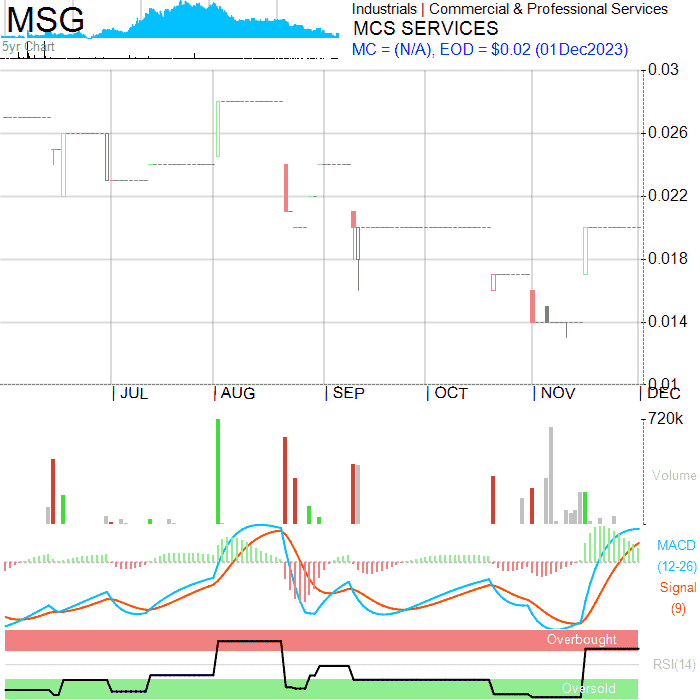 MSG
5yr Chart
Industrials | Commercial & Professional Services
MCS SERVICES
MC = (N/A), EOD = $0.02 (01Dec2023)
0.03
0.026
0.022
0.018
0.014
0.01
| JUL | AUG | SEP | OCT | NOV | DEC
720k
Volume
MACD
(12-26)
Signal
(9)
Overbought
RSI(14)
Oversold